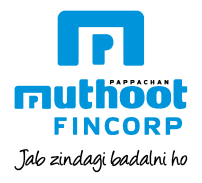 P
PAPPACHAN
muthoot
FINCORP
Jab zindagi badalni ho